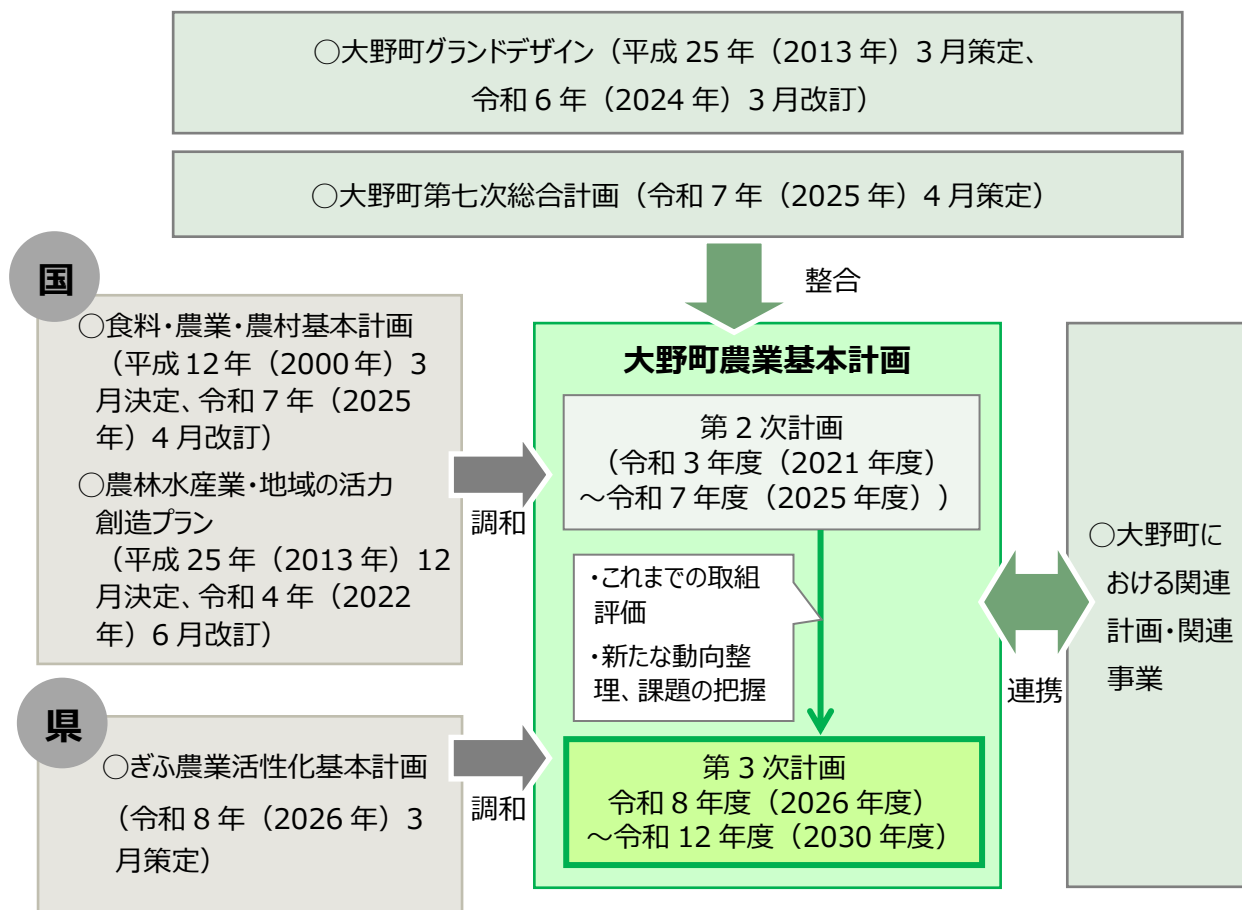 ○大野町グランドデザイン（平成 25 年（2013 年）3 月策定、
令和 6 年（2024 年）3 月改訂）
○大野町第七次総合計画（令和 7 年（2025 年）4 月策定）
整合
国
○食料・農業・農村基本計画
（平成 12 年（2000 年）3
月決定、令和 7 年（2025
年）4 月改訂）
○農林水産業・地域の活力
創造プラン
（平成 25 年（2013 年）12
月決定、令和 4 年（2022
年）6 月改訂）
調和
県
○ぎふ農業活性化基本計画
（令和 8 年（2026 年）3
月策定）
調和
大野町農業基本計画
第 2 次計画
（令和 3 年度（2021 年度）
～令和 7 年度（2025 年度））
・これまでの取組
評価
・新たな動向整
理、課題の把握
第 3 次計画
令和 8 年度（2026 年度）
～令和 12 年度（2030 年度）
連携
○大野町に
おける関連
計画・関連
事業